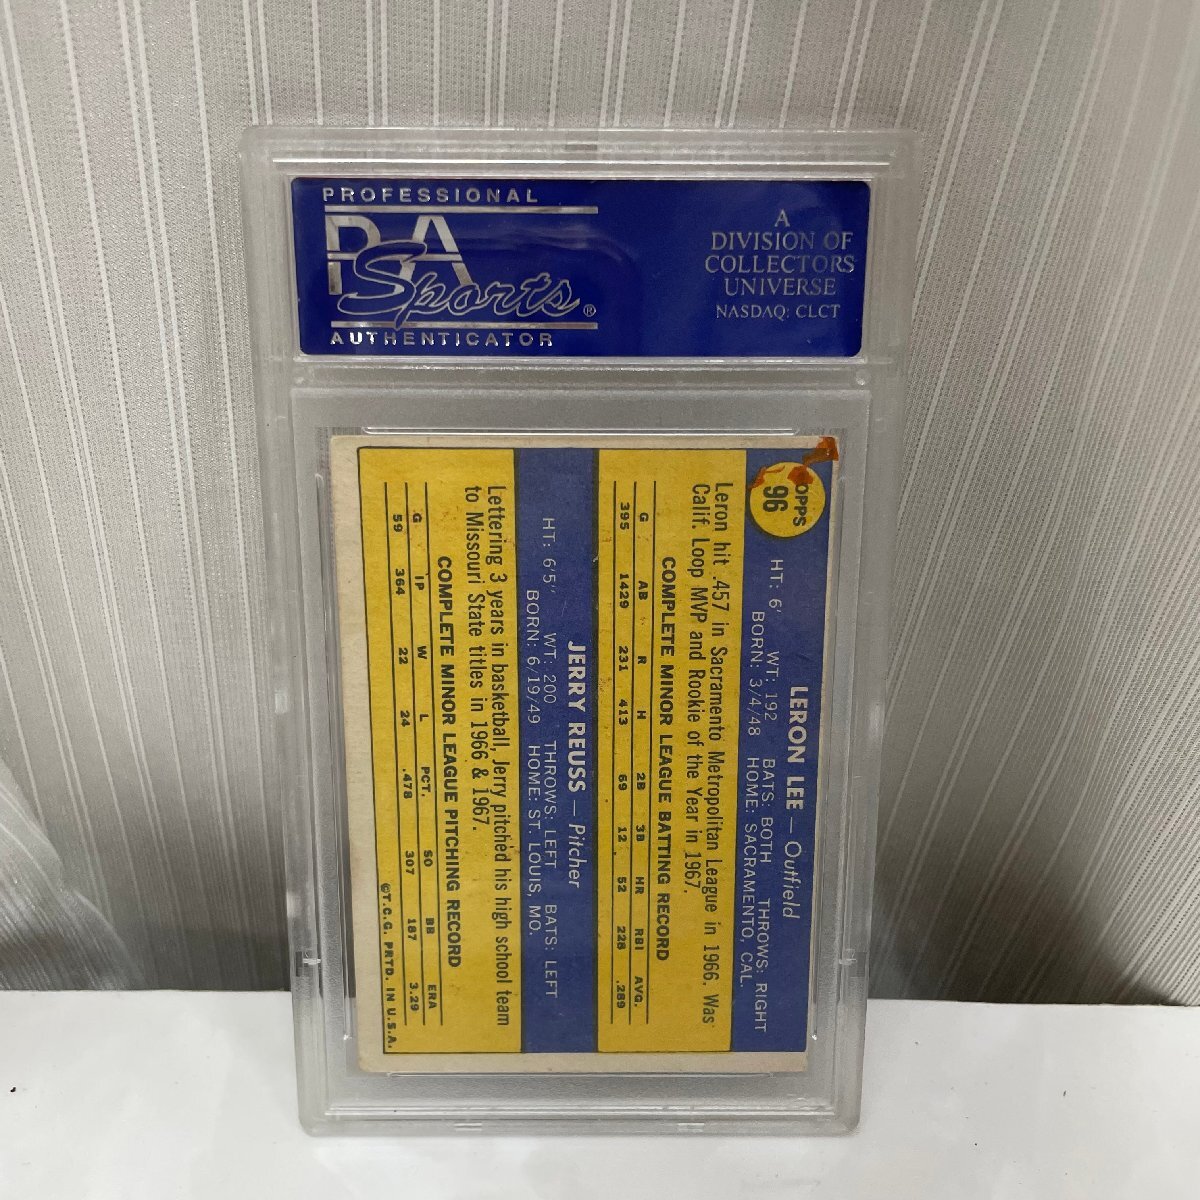 PROFESSIONAL
PSA
Sports®
AUTHENTICATOR
A
DIVISION OF
COLLECTORS
UNIVERSE
NASDAQ: CLCT
OPPS
96
LERON LEE — Outfield
HT: 6' WT: 192 BATS: BOTH THROWS: RIGHT
BORN: 3/4/48 HOME: SACRAMENTO, CAL.
Leron hit .457 in Sacramento Metropolitan League in 1966. Was
Calif. Loop MVP and Rookie of the Year in 1967.
COMPLETE MINOR LEAGUE BATTING RECORD
G AB R H 2B 3B HR RBI AVG.
395 1429 231 413 69 12 52 228 .289
JERRY REUSS — Pitcher
HT: 6'5" WT: 200 THROWS: LEFT BATS: LEFT
BORN: 6/19/49 HOME: ST. LOUIS, MO.
Lettering 3 years in basketball, Jerry pitched his high school team
to Missouri State titles in 1966 & 1967.
COMPLETE MINOR LEAGUE PITCHING RECORD
G IP W L PCT. SO BB ERA
59 364 22 24 .478 307 187 3.29
©T.C.G. PRTD. IN U.S.A.